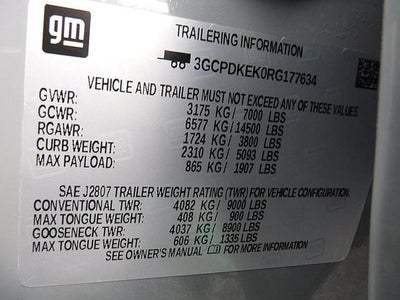 gm
TRAILERING INFORMATION
3GCPDKEK0RG177634
VEHICLE AND TRAILER MUST NOT EXCEED ANY OF THESE VALUES.
GVWR: 3175 KG / 7000 LBS
GCWR: 6577 KG / 14500 LBS
RGAWR: 1724 KG / 3800 LBS
CURB WEIGHT: 2310 KG / 5093 LBS
MAX PAYLOAD: 865 KG / 1907 LBS
SAE J2807 TRAILER WEIGHT RATING (TWR) FOR VEHICLE CONFIGURATION.
CONVENTIONAL TWR: 4082 KG / 9000 LBS
MAX TONGUE WEIGHT: 408 KG / 900 LBS
GOOSENECK TWR: 4037 KG / 8900 LBS
MAX TONGUE WEIGHT: 606 KG / 1335 LBS
SEE OWNER'S MANUAL FOR MORE INFORMATION